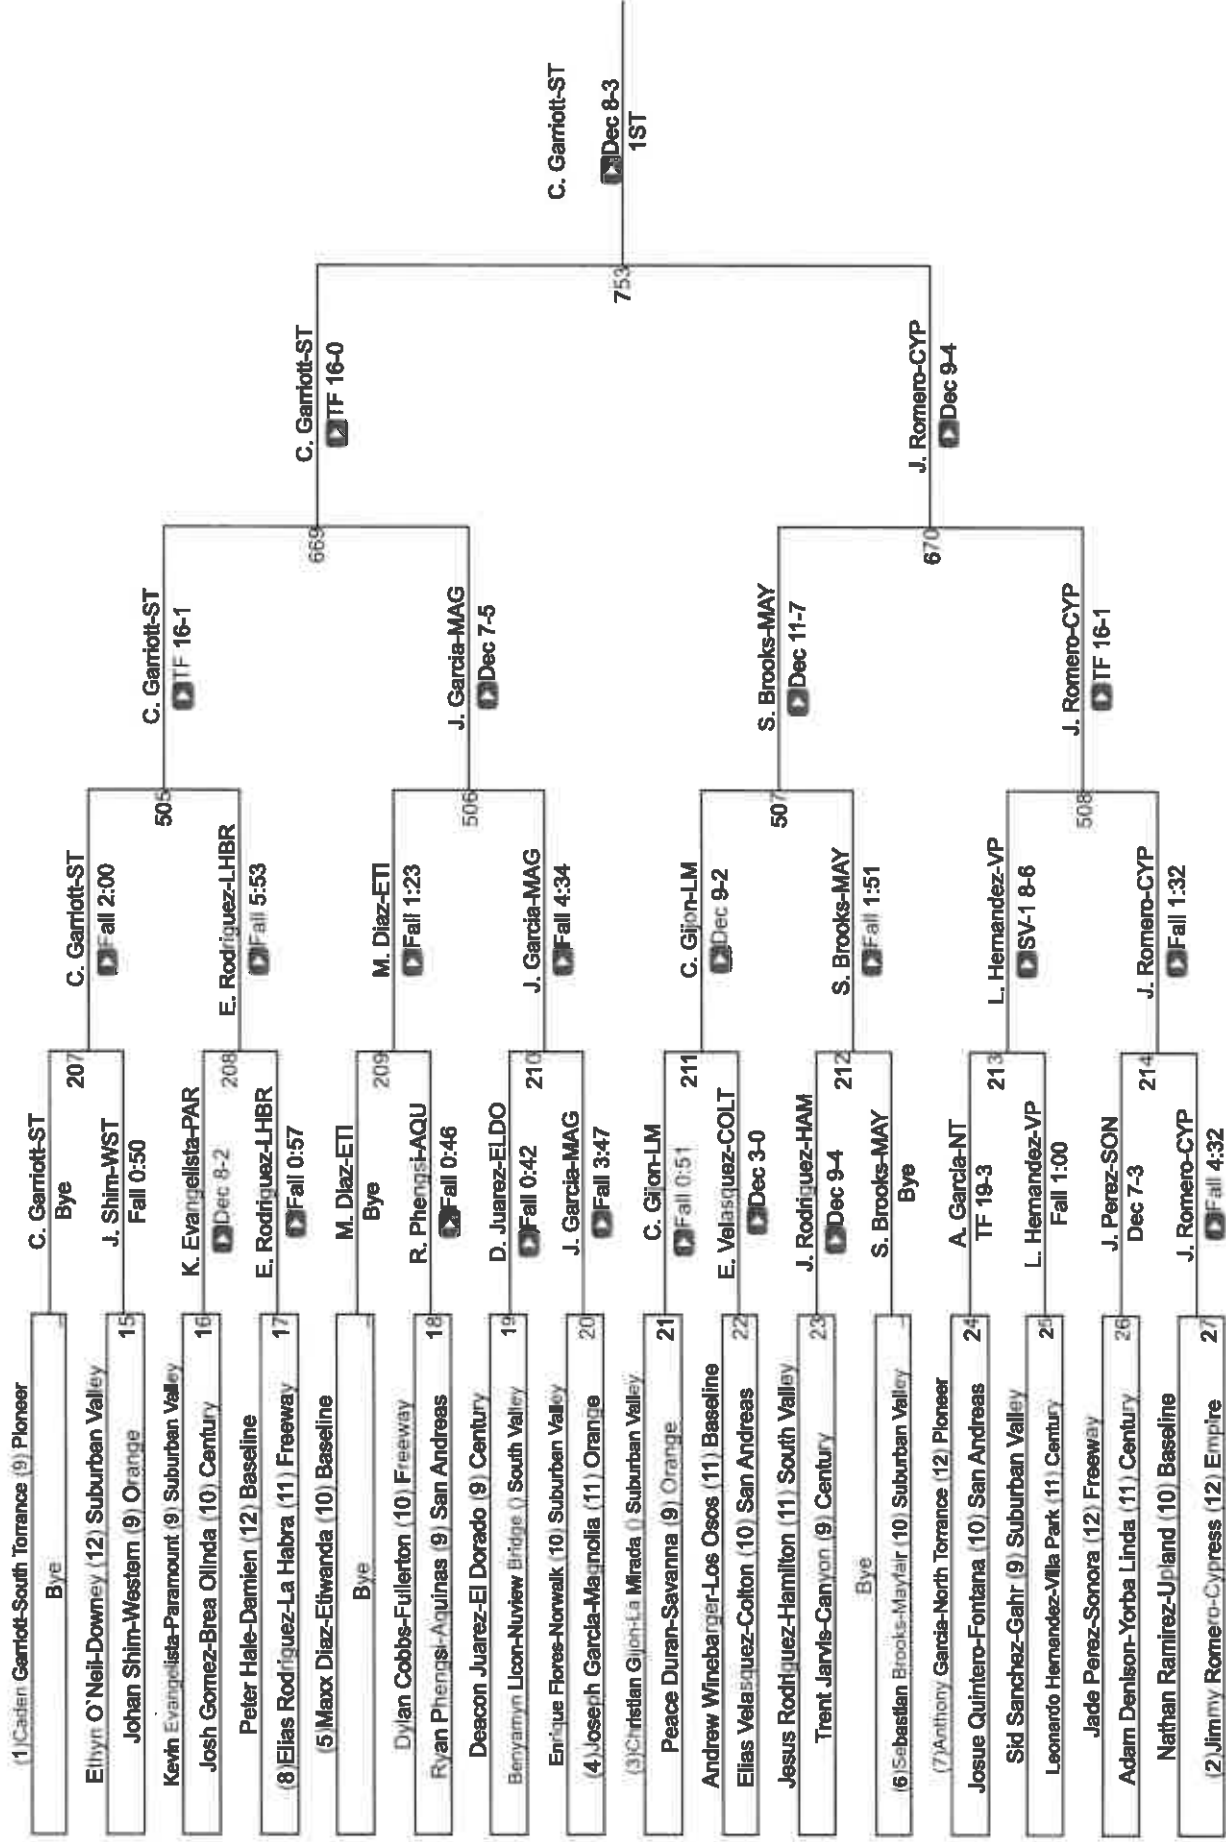 (1)Caden Garriott-South Torrance (9) Pioneer
Bye
Ethyn O'Neil-Downey (12) Suburban Valley
15
Johan Shim-Western (9) Orange
Kevin Evangelista-Paramount (9) Suburban Valley
16
Josh Gomez-Brea Olinda (10) Century
Peter Hale-Damien (12) Baseline
17
(8)Elias Rodriguez-La Habra (11) Freeway
(5)Maxx Diaz-Etiwanda (10) Baseline
Bye
Dylan Cobbs-Fullerton (10) Freeway
18
Ryan Phengsi-Aquinas (9) San Andreas
Deacon Juarez-El Dorado (9) Century
19
Benyamyn Licon-Nuview Bridge () South Valley
Enrique Flores-Norwalk (10) Suburban Valley
20
(4)Joseph Garcia-Magnolia (11) Orange
(3)Christian Gijon-La Mirada () Suburban Valley
21
Peace Duran-Savanna (9) Orange
Andrew Winebarger-Los Osos (11) Baseline
22
Elias Velasquez-Colton (10) San Andreas
Jesus Rodriguez-Hamilton (11) South Valley
23
Trent Jarvis-Canyon (9) Century
Bye
(6)Sebastian Brooks-Mayfair (10) Suburban Valley
(7)Anthony Garcia-North Torrance (12) Pioneer
24
Josue Quintero-Fontana (10) San Andreas
Sid Sanchez-Gahr (9) Suburban Valley
25
Leonardo Hernandez-Villa Park (11) Century
Jade Perez-Sonora (12) Freeway
26
Adam Denison-Yorba Linda (11) Century
Nathan Ramirez-Upland (10) Baseline
27
(2)Jimmy Romero-Cypress (12) Empire
C. Garriott-ST
Bye
207
J. Shim-WST
Fall 0:50
K. Evangelista-PAR
Dec 8-2
208
E. Rodriguez-LHBR
Fall 0:57
M. Diaz-ETI
Bye
209
R. Phengsi-AQU
Fall 0:46
D. Juarez-ELDO
Fall 0:42
210
J. Garcia-MAG
Fall 3:47
C. Gijon-LM
Fall 0:51
211
E. Velasquez-COLT
Dec 3-0
J. Rodriguez-HAM
Dec 9-4
212
S. Brooks-MAY
Bye
A. Garcia-NT
TF 19-3
213
L. Hernandez-VP
Fall 1:00
J. Perez-SON
Dec 7-3
214
J. Romero-CYP
Fall 4:32
C. Garriott-ST
Fall 2:00
505
E. Rodriguez-LHBR
Fall 5:53
M. Diaz-ETI
Fall 1:23
506
J. Garcia-MAG
Fall 4:34
C. Gijon-LM
Dec 9-2
507
S. Brooks-MAY
Fall 1:51
L. Hernandez-VP
SV-1 8-6
508
J. Romero-CYP
Fall 1:32
C. Garriott-ST
TF 16-1
669
J. Garcia-MAG
Dec 7-5
S. Brooks-MAY
Dec 11-7
670
J. Romero-CYP
TF 16-1
C. Garriott-ST
TF 16-0
753
J. Romero-CYP
Dec 9-4
C. Garriott-ST
Dec 8-3
1ST